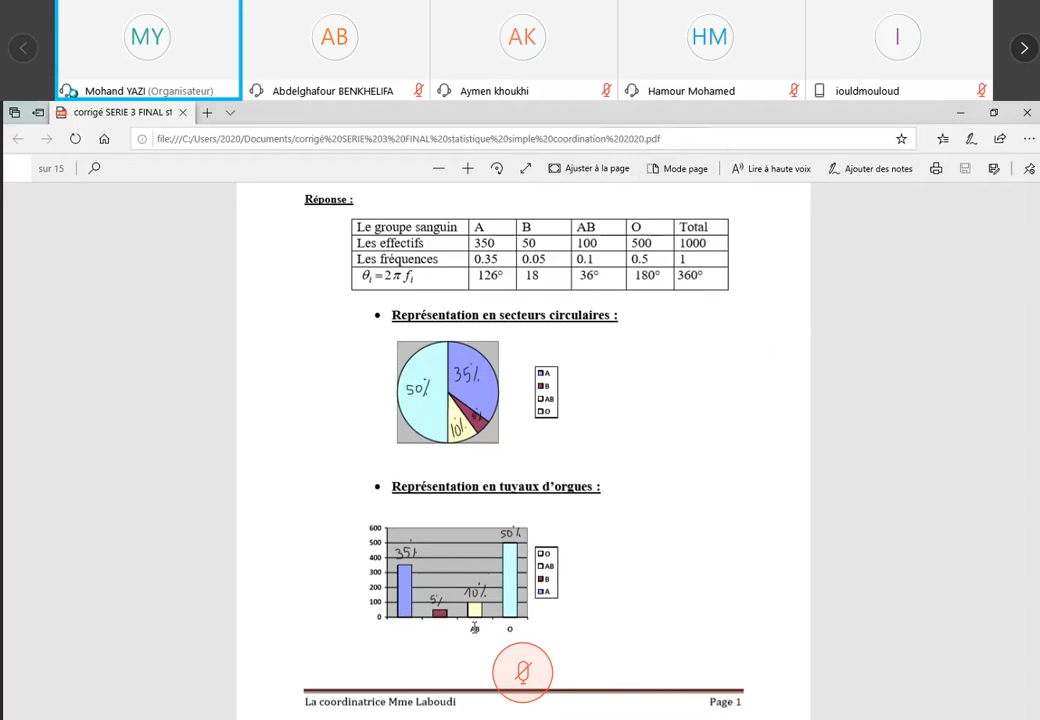 MY AB AK HM I
Mohand YAZI (Organisateur) Abdelghafour BENKHELIFA Aymen khoukhi Hamour Mohamed iouldmouloud
corrigé SERIE 3 FINAL st
file:///C:/Users/2020/Documents/corrigé%20SERIE%203%20FINAL%20statistique%20simple%20coordination%202020.pdf
sur 15 Ajuster à la page Mode page Lire à haute voix Ajouter des notes
Réponse :
Le groupe sanguin A B AB O Total
Les effectifs 350 50 100 500 1000
Les fréquences 0.35 0.05 0.1 0.5 1
θi = 2 π fi 126° 18 36° 180° 360°
• Représentation en secteurs circulaires :
50% 35% 5% 10%
A
B
AB
O
• Représentation en tuyaux d'orgues :
600
500
400
300
200
100
0
35% 5% 10% 50%
AB O
O
AB
B
A
La coordinatrice Mme Laboudi Page 1